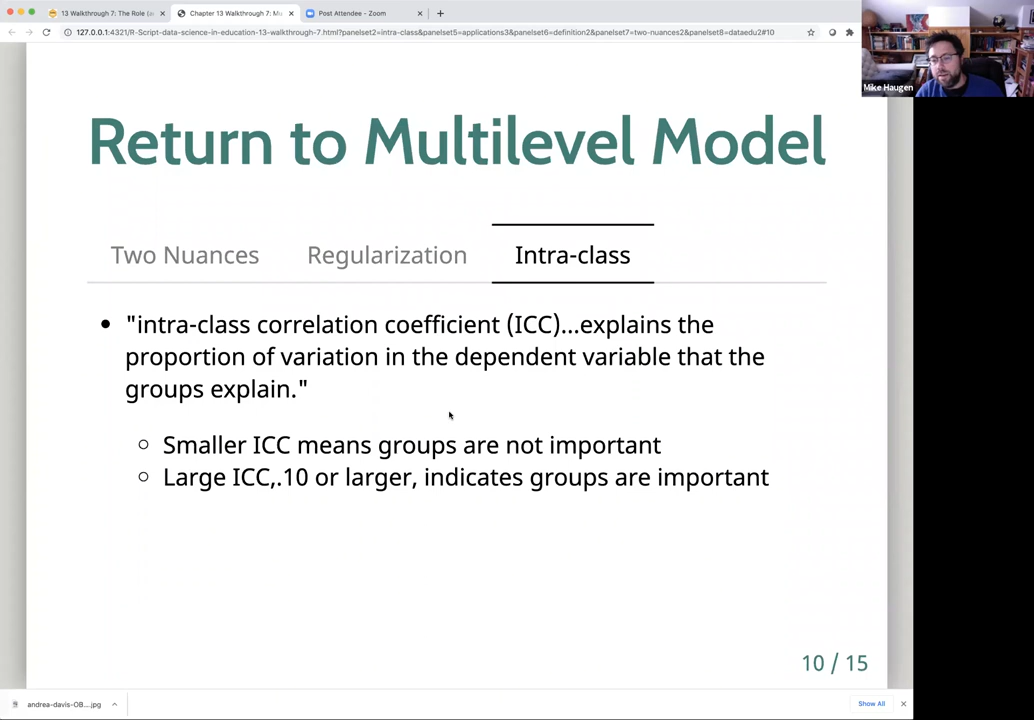 13 Walkthrough 7: The Role (a
Chapter 13 Walkthrough 7: Mu
Post Attendee - Zoom
127.0.0.1:4321/R-Script-data-science-in-education-13-walkthrough-7.html?panelset2=intra-class&panelset5=applications3&panelset6=definition2&panelset7=two-nuances2&panelset8=dataedu2#10
Mike Haugen
Return to Multilevel Model
Two Nuances Regularization Intra-class
"intra-class correlation coefficient (ICC)...explains the
proportion of variation in the dependent variable that the
groups explain."
Smaller ICC means groups are not important
Large ICC,.10 or larger, indicates groups are important
10 / 15
andrea-davis-OB....jpg
Show All